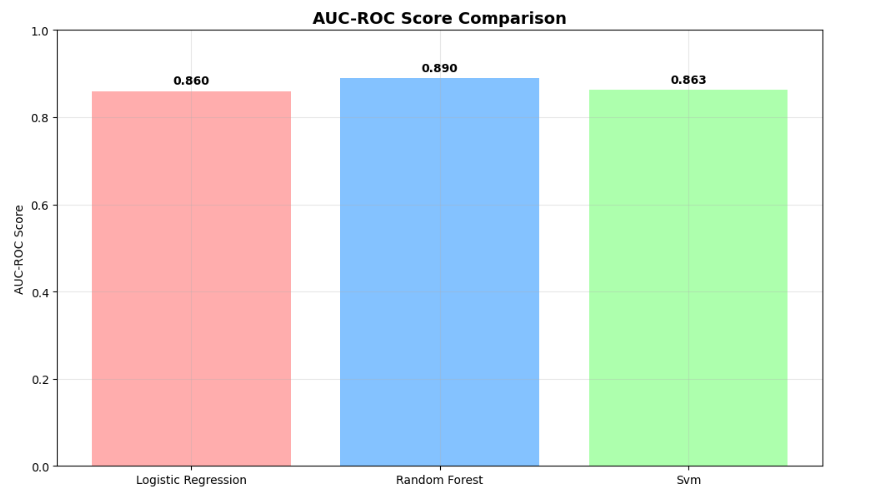 AUC-ROC Score Comparison
1.0
0.8
0.6
0.4
0.2
0.0
AUC-ROC Score
0.860
0.890
0.863
Logistic Regression
Random Forest
Svm